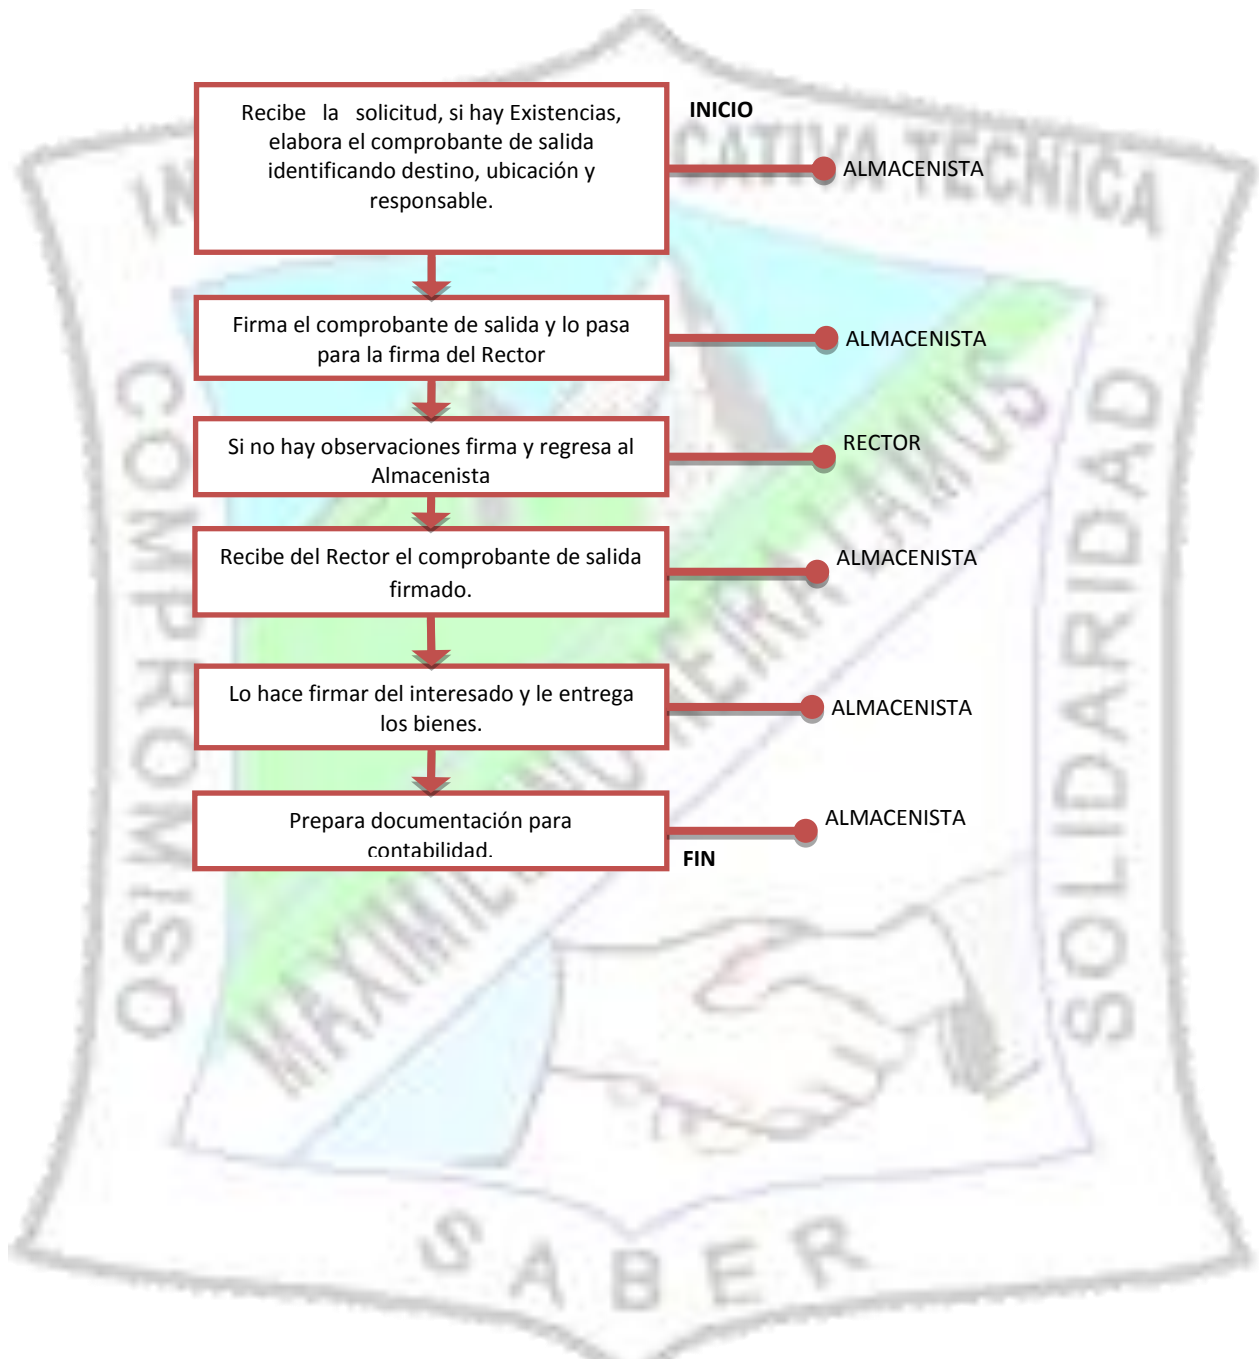 INICIO
Recibe la solicitud, si hay Existencias,
elabora el comprobante de salida
identificando destino, ubicación y
responsable.
ALMACENISTA
Firma el comprobante de salida y lo pasa
para la firma del Rector
ALMACENISTA
Si no hay observaciones firma y regresa al
Almacenista
RECTOR
Recibe del Rector el comprobante de salida
firmado.
ALMACENISTA
Lo hace firmar del interesado y le entrega
los bienes.
ALMACENISTA
Prepara documentación para
contabilidad.
ALMACENISTA
FIN
TECNICA
COMPROMISO
SOLIDARIDAD
SABER